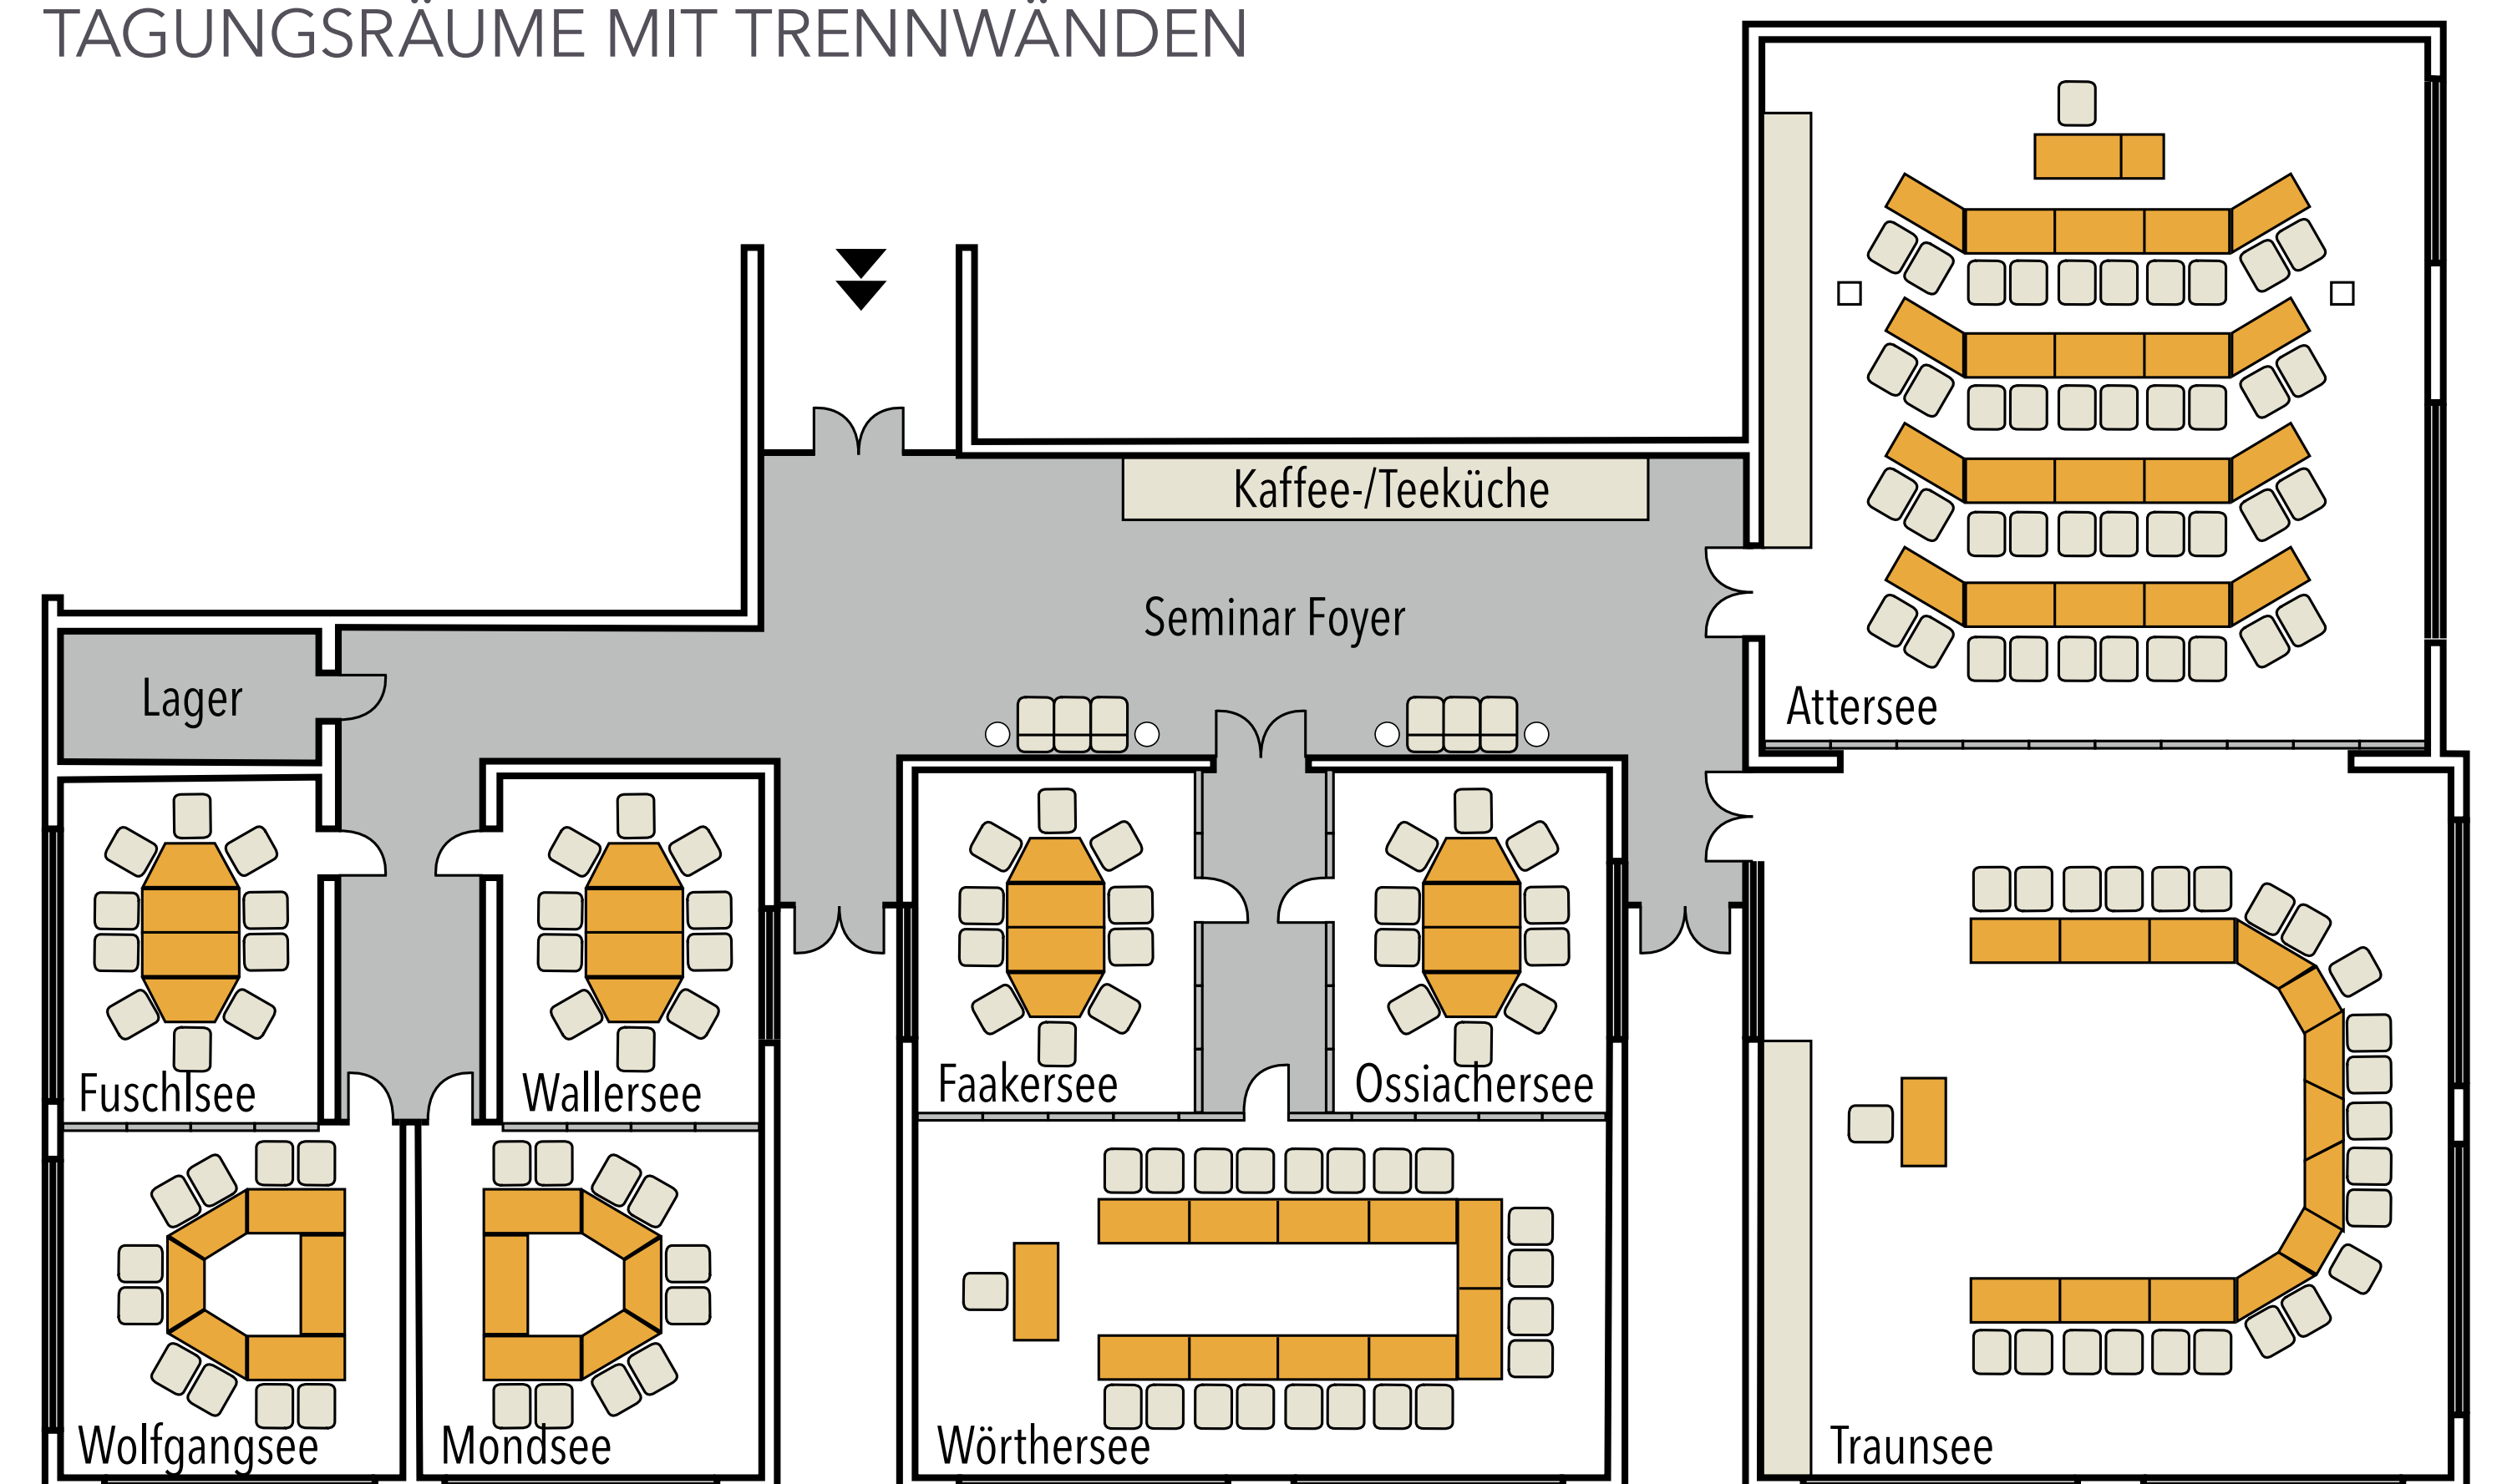 TAGUNGSRÄUME MIT TRENNWÄNDEN
Kaffee-/Teeküche
Seminar Foyer
Lager
Attersee
Fuschlsee
Wallersee
Faakersee
Ossiachersee
Wolfgangsee
Mondsee
Wörthersee
Traunsee